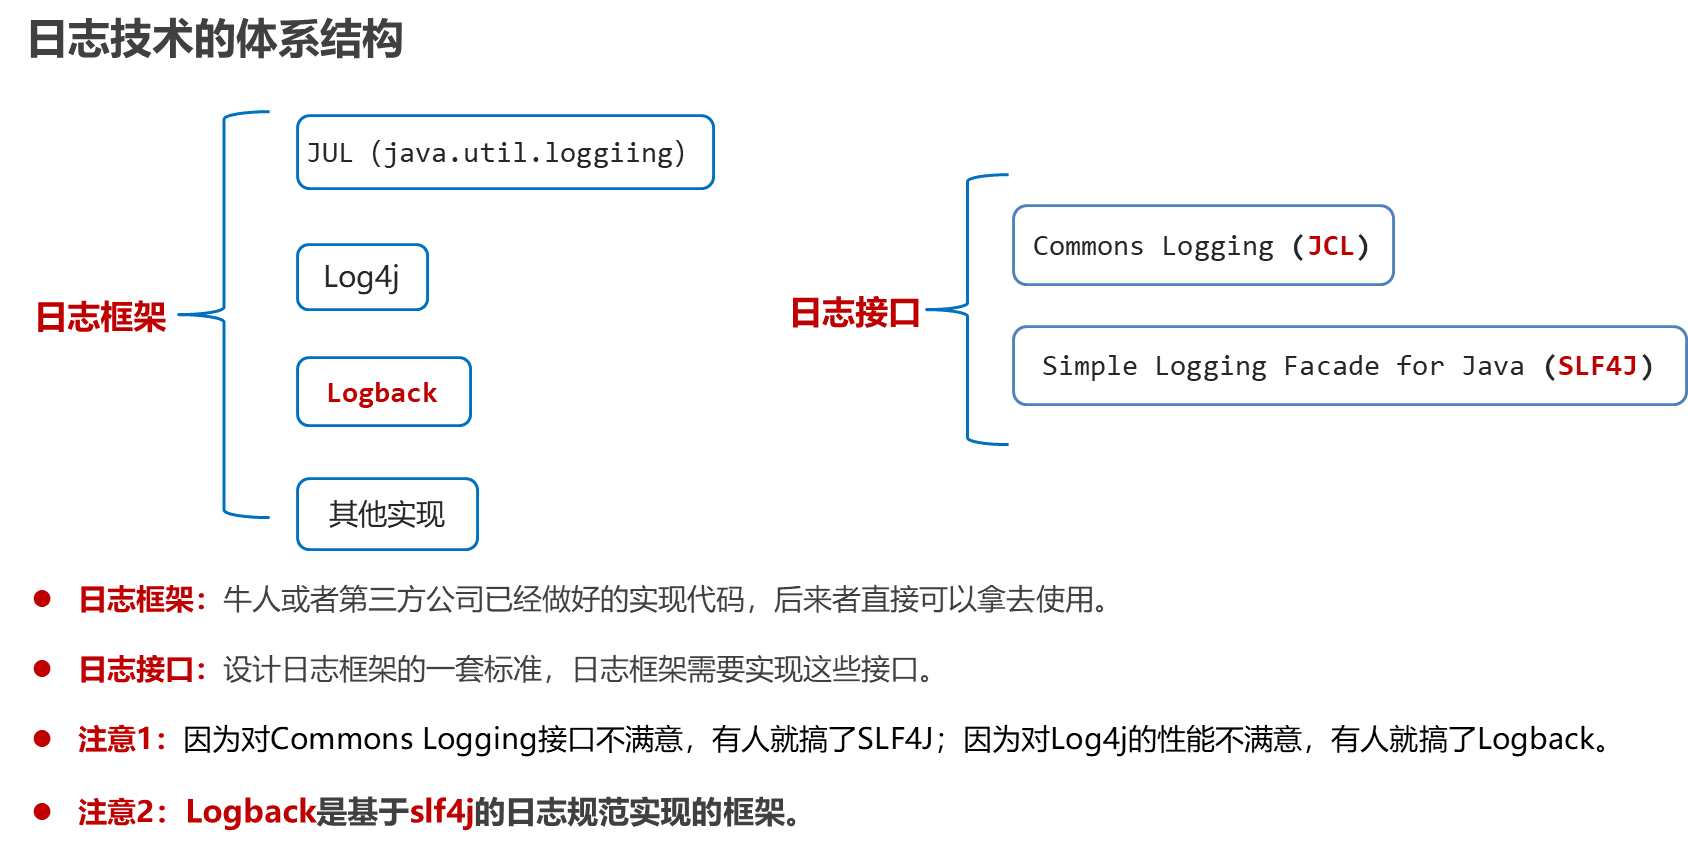 日志技术的体系结构
日志框架
JUL（java.util.loggiing）
Log4j
Logback
其他实现
日志接口
Commons Logging (JCL)
Simple Logging Facade for Java (SLF4J)
日志框架：牛人或者第三方公司已经做好的实现代码，后来者直接可以拿去使用。
日志接口：设计日志框架的一套标准，日志框架需要实现这些接口。
注意1：因为对Commons Logging接口不满意，有人就搞了SLF4J；因为对Log4j的性能不满意，有人就搞了Logback。
注意2：Logback是基于slf4j的日志规范实现的框架。